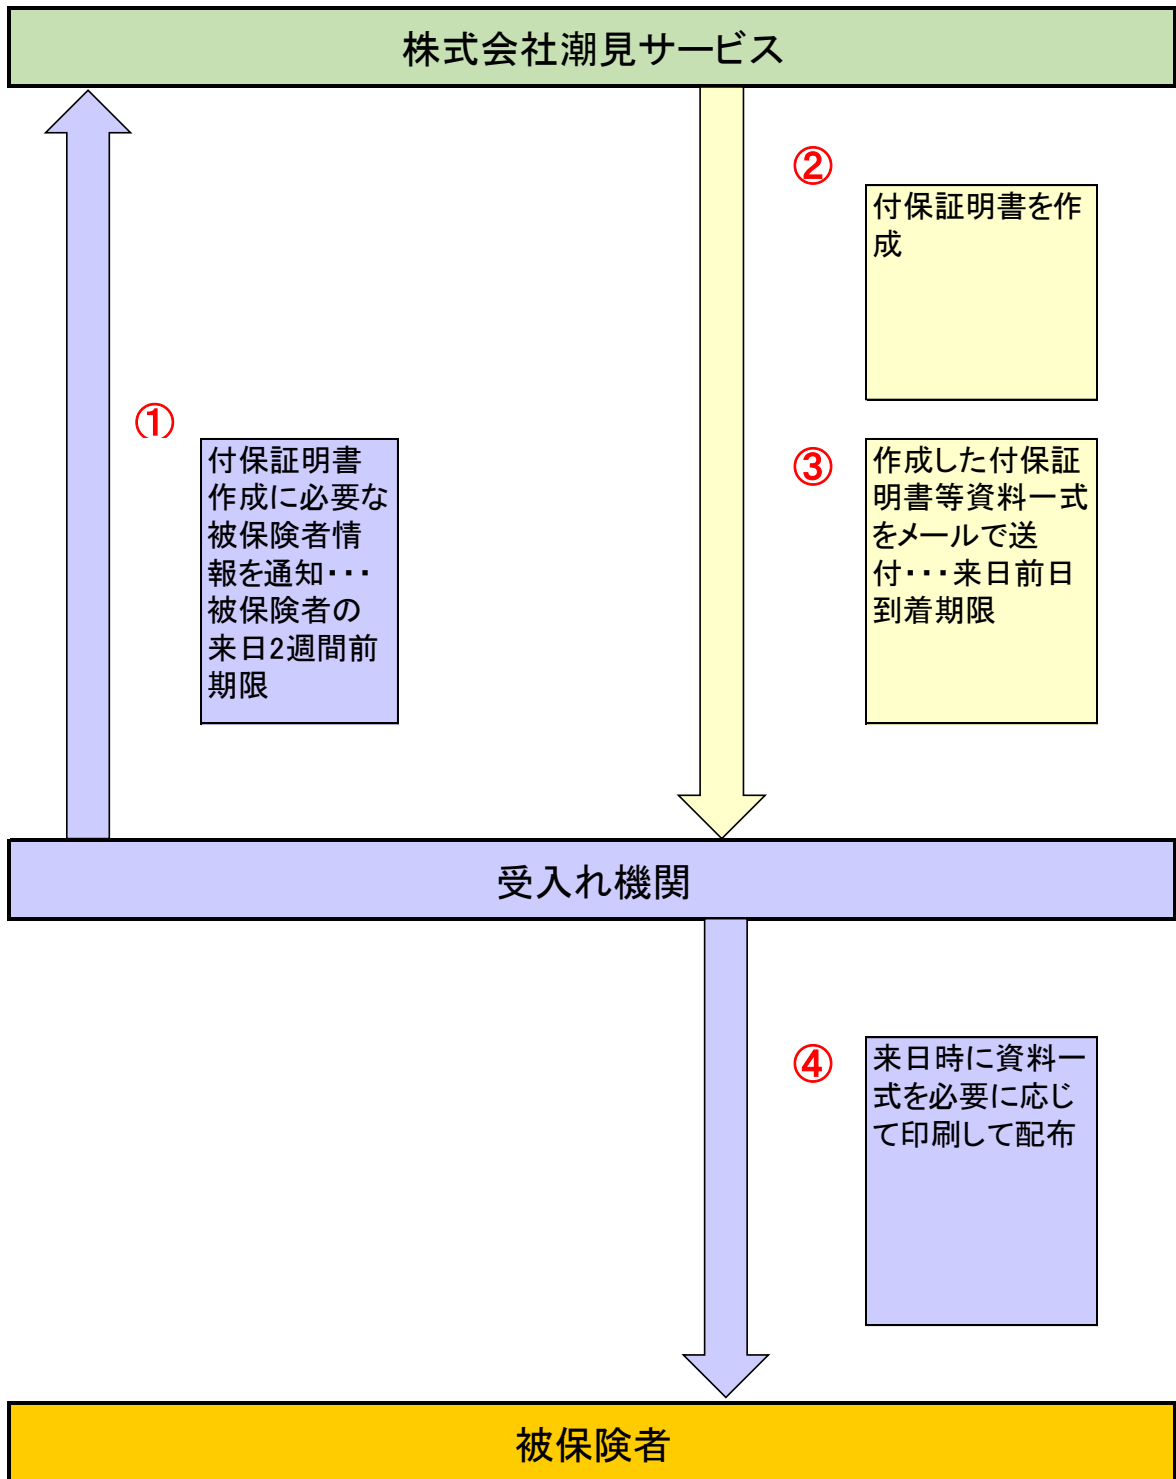 株式会社潮見サービス
②
付保証明書を作
成
①
付保証明書
作成に必要な
被保険者情
報を通知･･･
被保険者の
来日2週間前
期限
③
作成した付保証
明書等資料一式
をメールで送
付･･･来日前日
到着期限
受入れ機関
④
来日時に資料一
式を必要に応じ
て印刷して配布
被保険者